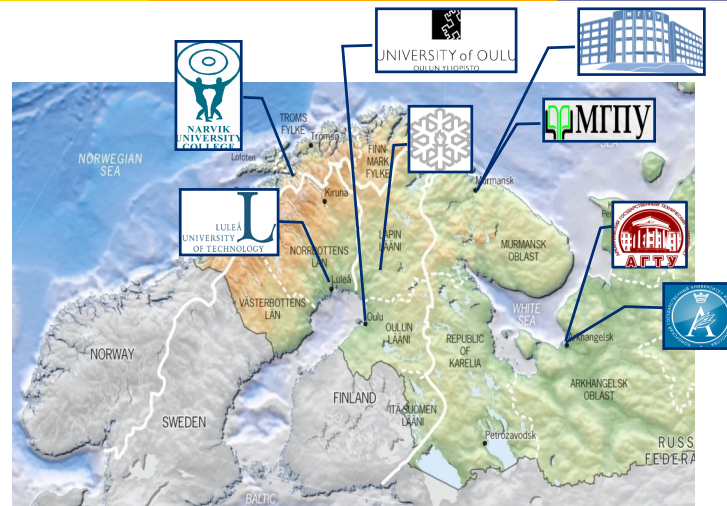 UNIVERSITY of OULU
OULUN YLIOPISTO
NARVIK
UNIVERSITY
COLLEGE
МГПУ
SEA
TROMS
FYLKE
Tromsø
NORWEGIAN
SEA
Lofoten
FINN
MARK
FYLKE
Murmansk
Kiruna
LULEÅ
UNIVERSITY
OF TECHNOLOGY
L
NORRBOTTENS
LÄN
LAPIN
LÄÄNI
MURMANSK
OBLAST
АГТУ
Luleå
VÄSTERBOTTENS
LÄN
WHITE
SEA
Oulu
OULUN
LÄÄNI
REPUBLIC
OF
KARELIA
khangelsk
NORWAY
ARKHANGELSK
OBLAST
FINLAND
ITÄ-SUOMEN
LÄÄNI
SWEDEN
Petrozavodsk
RUSS
FEDERA
BALTIC